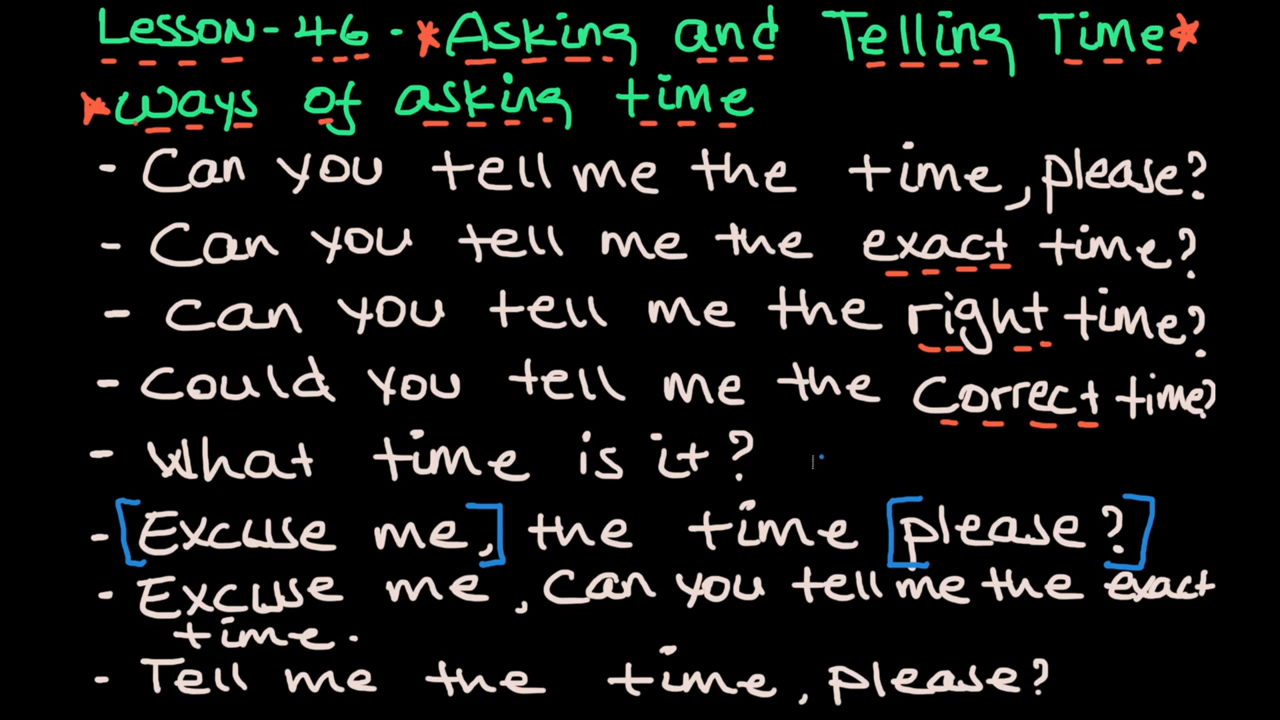 Lesson-46-*Asking and Telling Time*
*Ways of asking time
- Can you tell me the time, please?
- Can you tell me the exact time?
- Can you tell me the right time?
- Could you tell me the correct time?
- What time is it?
- [Excuse me,] the time [please?]
- Excuse me, Can you tell me the exact
time.
- Tell me the time, please?